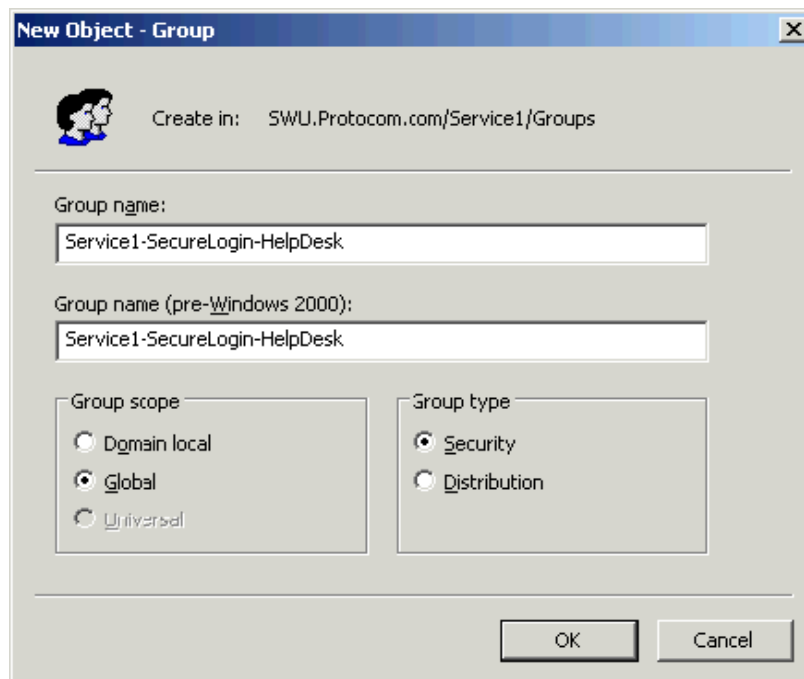 New Object - Group
Create in: SWU.Protocom.com/Service1/Groups
Group name:
Service1-SecureLogin-HelpDesk
Group name (pre-Windows 2000):
Service1-SecureLogin-HelpDesk
Group scope
Domain local
Global
Universal
Group type
Security
Distribution
OK Cancel